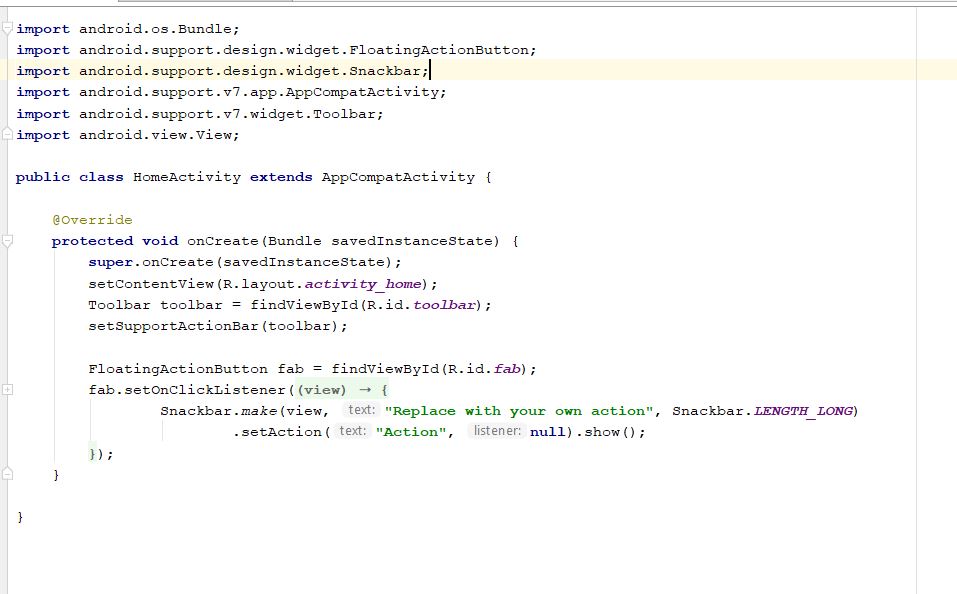 import android.os.Bundle;
import android.support.design.widget.FloatingActionButton;
import android.support.design.widget.Snackbar;
import android.support.v7.app.AppCompatActivity;
import android.support.v7.widget.Toolbar;
import android.view.View;
public class HomeActivity extends AppCompatActivity {
@Override
protected void onCreate(Bundle savedInstanceState) {
super.onCreate(savedInstanceState);
setContentView(R.layout.activity_home);
Toolbar toolbar = findViewById(R.id.toolbar);
setSupportActionBar(toolbar);
FloatingActionButton fab = findViewById(R.id.fab);
fab.setOnClickListener((view) → {
Snackbar.make(view, text: "Replace with your own action", Snackbar.LENGTH_LONG)
.setAction( text: "Action", listener: null).show();
});
}
}